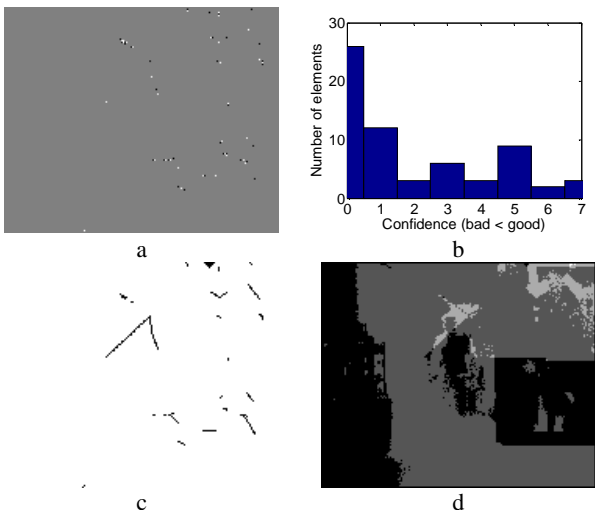 30
20
10
0
Number of elements
0 1 2 3 4 5 6 7
Confidence (bad < good)
a
b
c
d